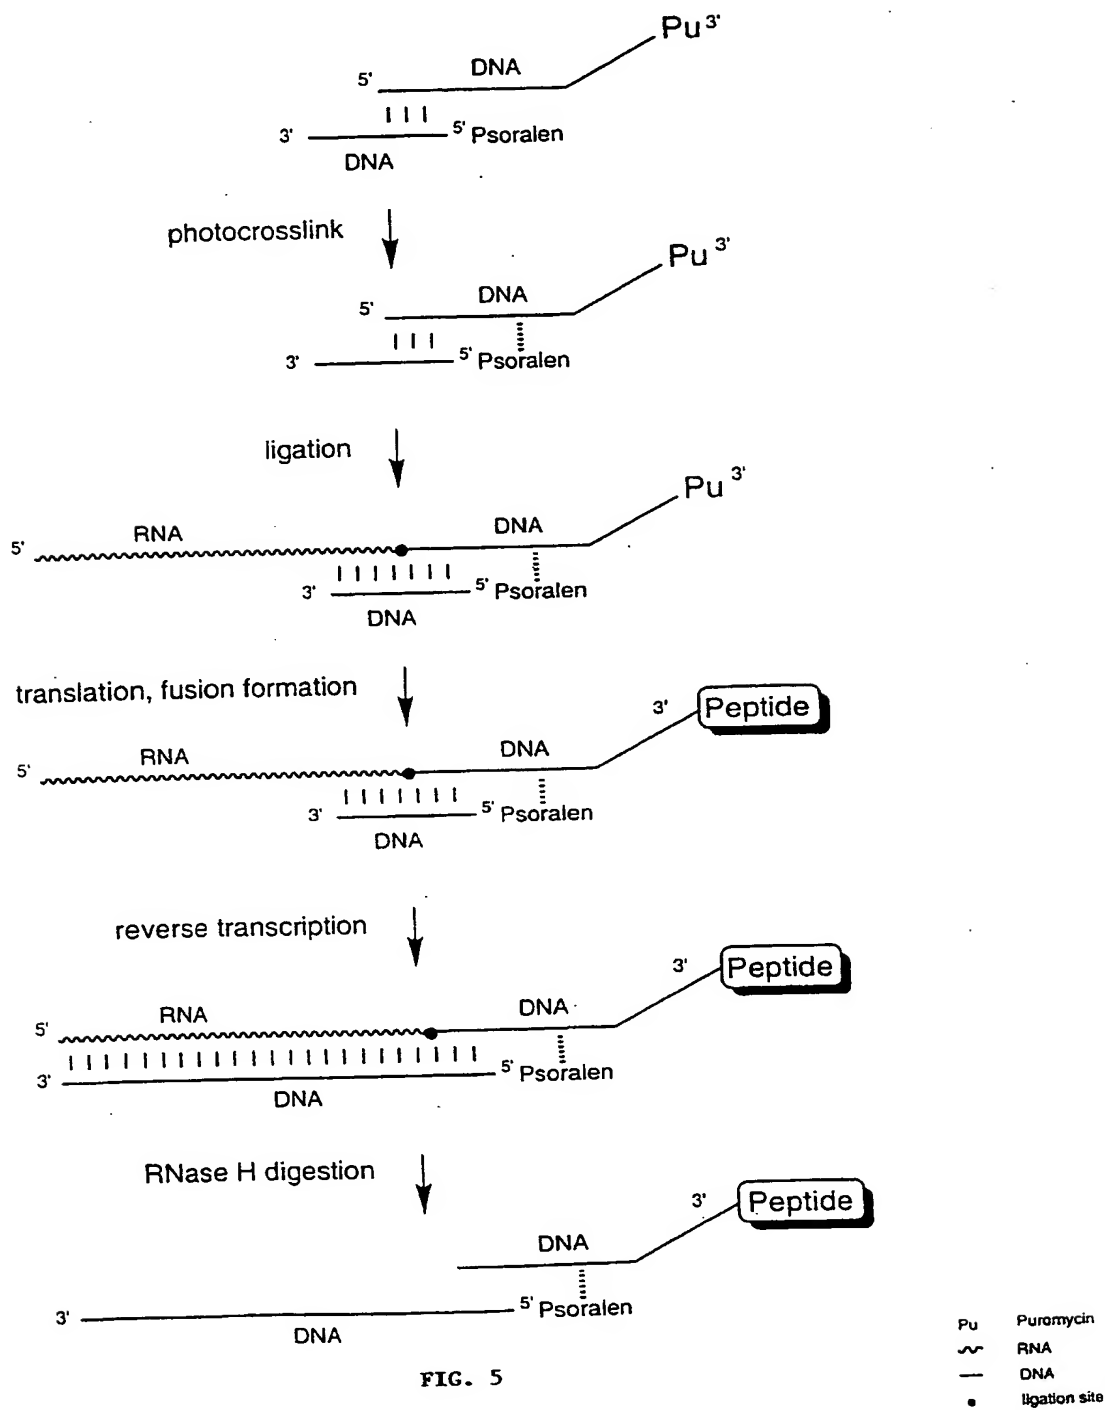 Pu 3'
5' DNA
3' 5' Psoralen
DNA
photocrosslink
Pu 3'
5' DNA
3' 5' Psoralen
ligation
Pu 3'
5' RNA DNA
3' 5' Psoralen
DNA
translation, fusion formation
3' Peptide
5' RNA DNA
3' 5' Psoralen
DNA
reverse transcription
3' Peptide
5' RNA DNA
3' 5' Psoralen
DNA
RNase H digestion
3' Peptide
DNA
3' 5' Psoralen
DNA
Pu Puromycin
RNA
DNA
ligation site
FIG. 5